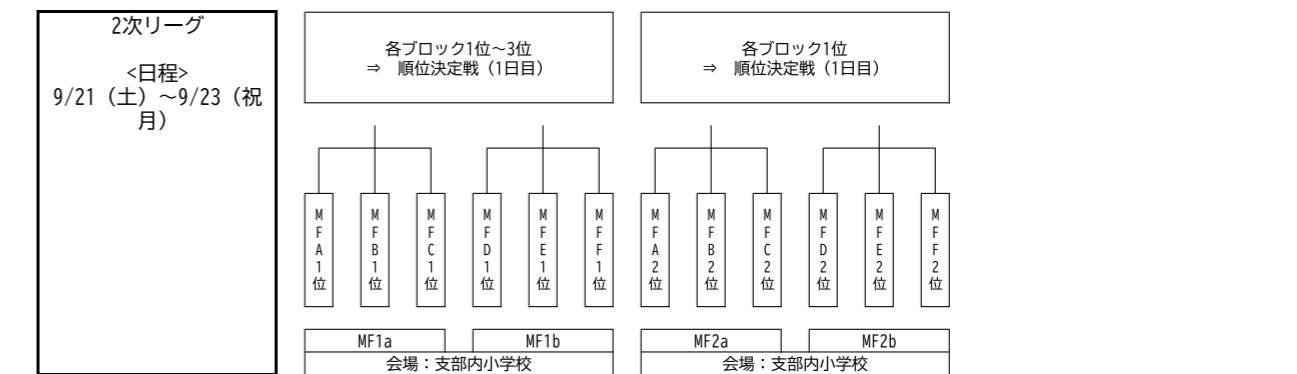 2次リーグ
<日程>
9/21（土）～9/23（祝
月）
各ブロック1位～3位
⇒　順位決定戦（1日目）
各ブロック1位
⇒　順位決定戦（1日目）
MFA1位
MFB1位
MFC1位
MFD1位
MFE1位
MFF1位
MFA2位
MFB2位
MFC2位
MFD2位
MFE2位
MFF2位
MF1a
MF1b
MF2a
MF2b
会場：支部内小学校
会場：支部内小学校